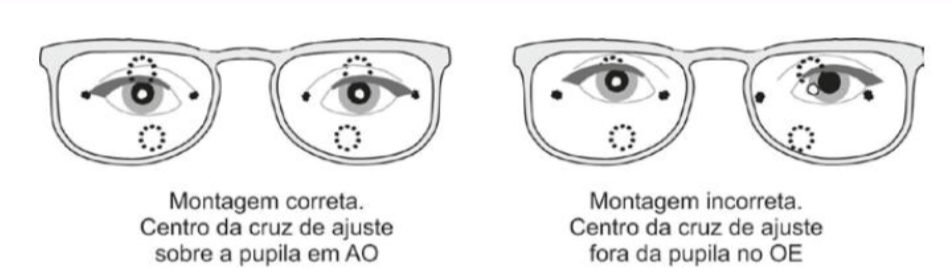 Montagem correta.
Centro da cruz de ajuste
sobre a pupila em AO
Montagem incorreta.
Centro da cruz de ajuste
fora da pupila no OE